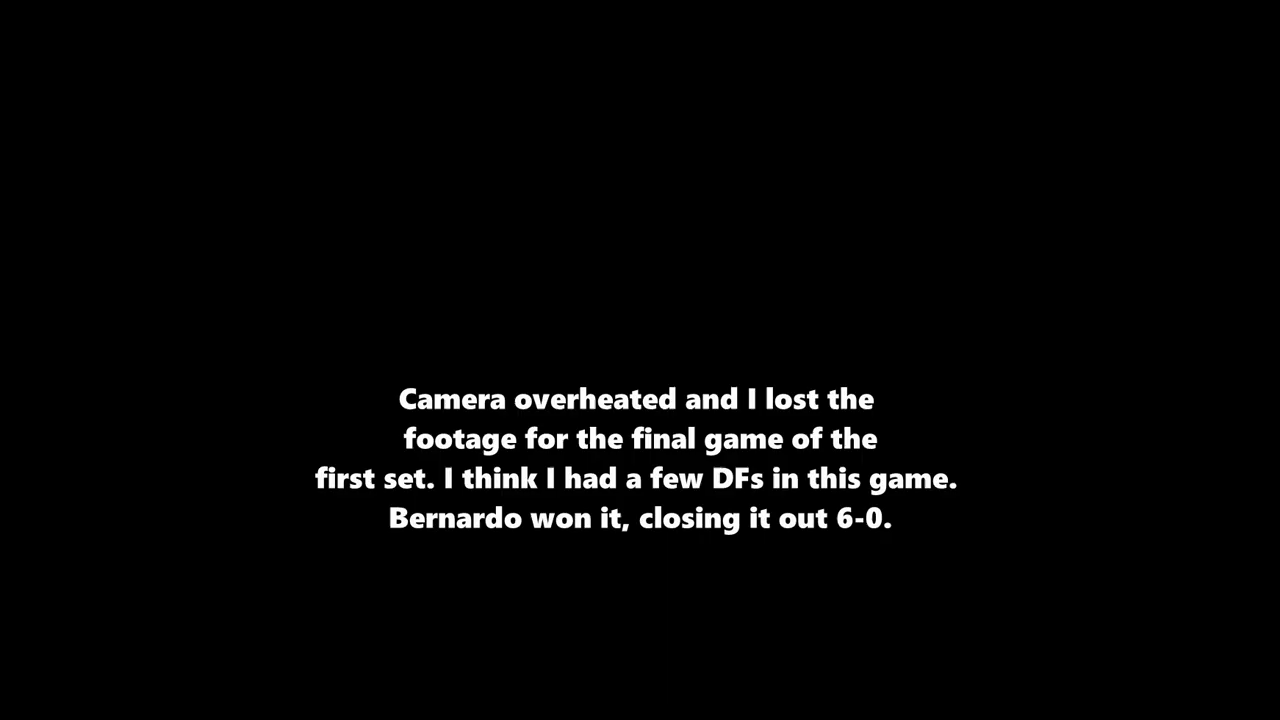 Camera overheated and I lost the
footage for the final game of the
first set. I think I had a few DFs in this game.
Bernardo won it, closing it out 6-0.